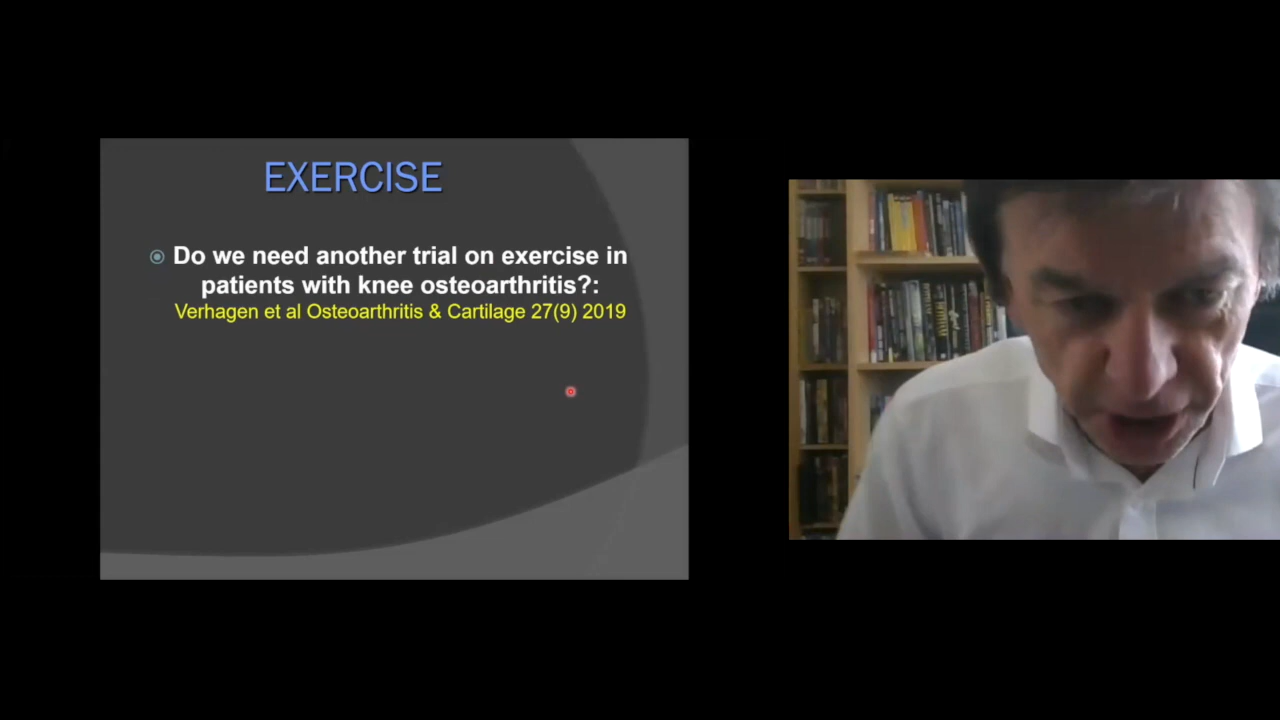 EXERCISE
Do we need another trial on exercise in
patients with knee osteoarthritis?:
Verhagen et al Osteoarthritis & Cartilage 27(9) 2019